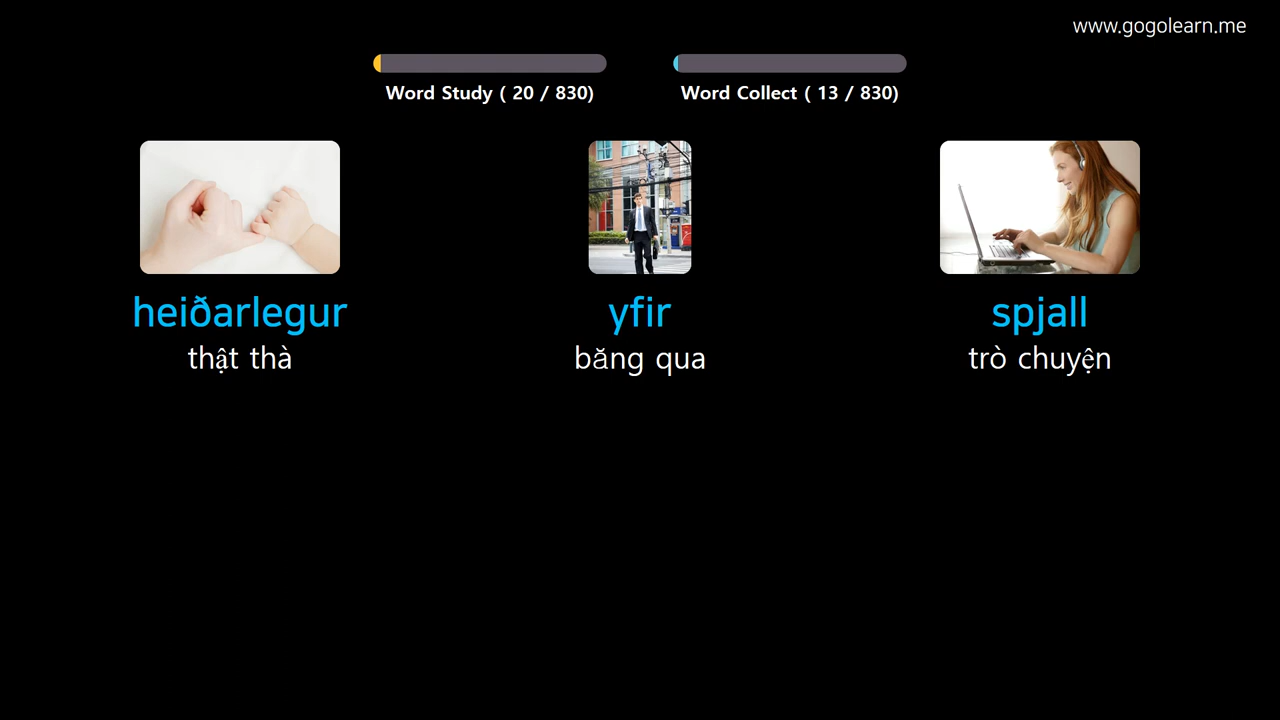 www.gogolearn.me
Word Study ( 20 / 830)
Word Collect ( 13 / 830)
heiðarlegur
thật thà
yfir
băng qua
spjall
trò chuyện